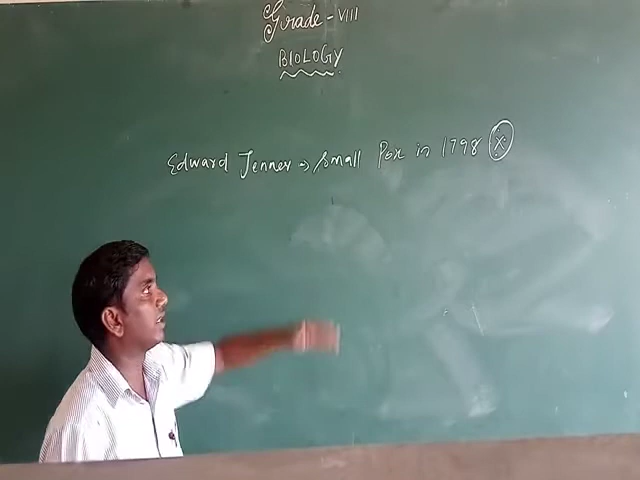 Grade - VIII
BIOLOGY
Edward Jenner → Small Pox in 1798 (x)